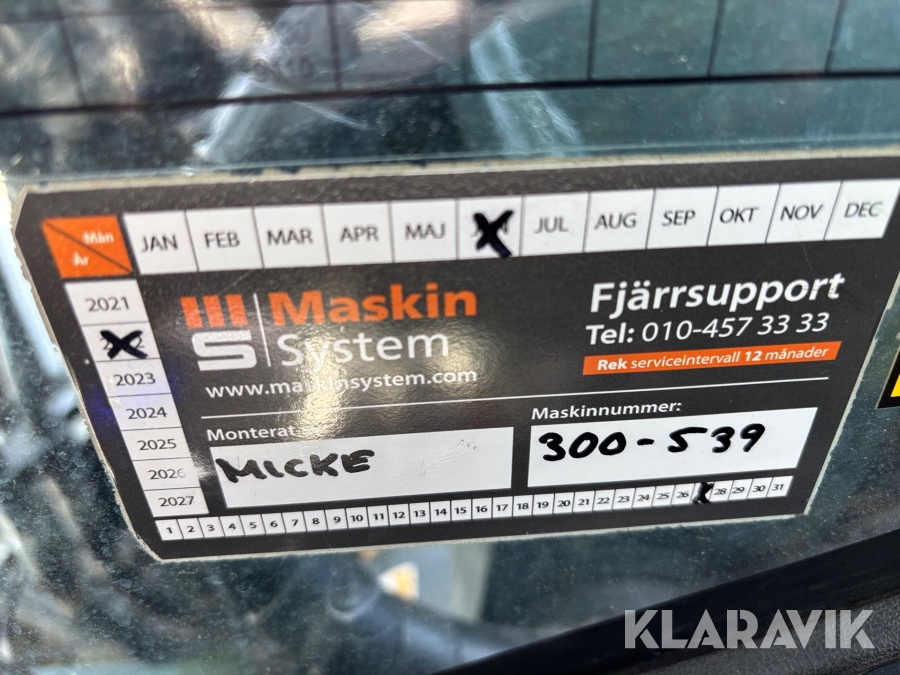 Mån
År
JAN FEB MAR APR MAJ JUL AUG SEP OKT NOV DEC
2021
2023
2024
2025
2026
2027
Maskin
System
www.maskinsystem.com
Fjärrsupport
Tel: 010-457 33 33
Rek serviceintervall 12 månader
Monterat
MICKE
Maskinnummer:
300-539
1 2 3 4 5 6 7 8 9 10 11 12 13 14 15 16 17 18 19 20 21 22 23 24 25 26 28 29 30 31
KLARAVIK